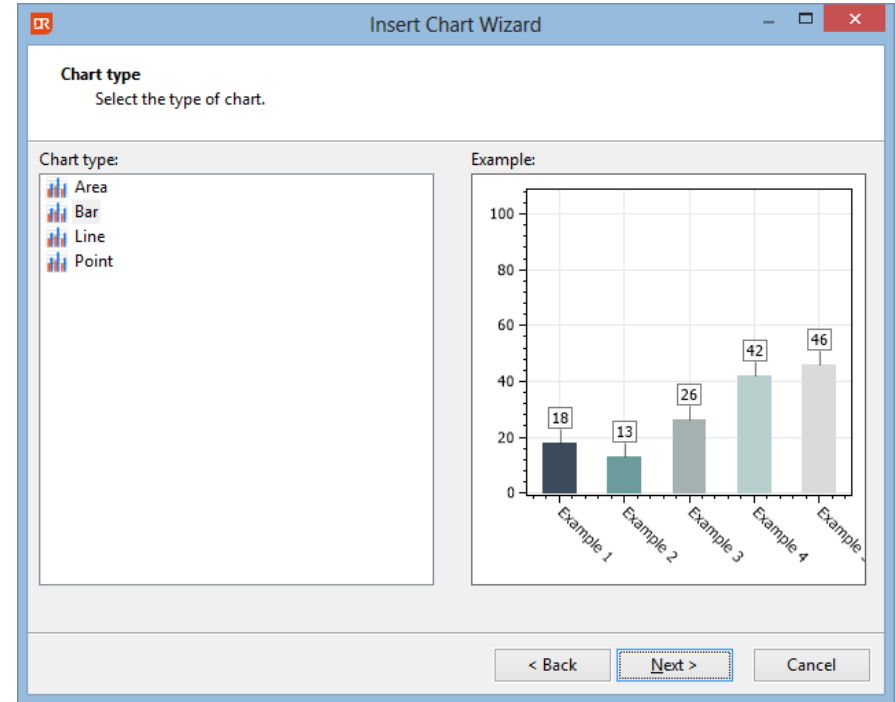 DR
Insert Chart Wizard
Chart type
Select the type of chart.
Chart type:
Area
Bar
Line
Point
Example:
100
80
60
40
20
0
18
13
26
42
46
Example 1
Example 2
Example 3
Example 4
Example
< Back
Next >
Cancel